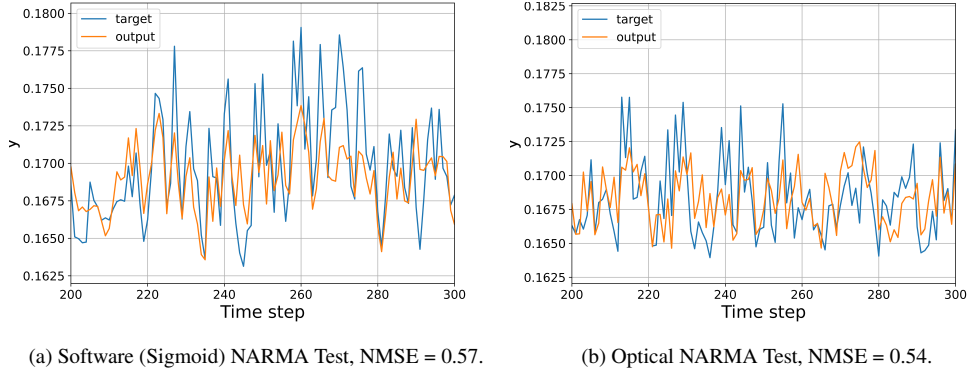 target
output
0.1800
0.1775
0.1750
0.1725
0.1700
0.1675
0.1650
0.1625
y
200
220
240
260
280
300
Time step
(a) Software (Sigmoid) NARMA Test, NMSE = 0.57.
target
output
0.1825
0.1800
0.1775
0.1750
0.1725
0.1700
0.1675
0.1650
0.1625
y
200
220
240
260
280
300
Time step
(b) Optical NARMA Test, NMSE = 0.54.